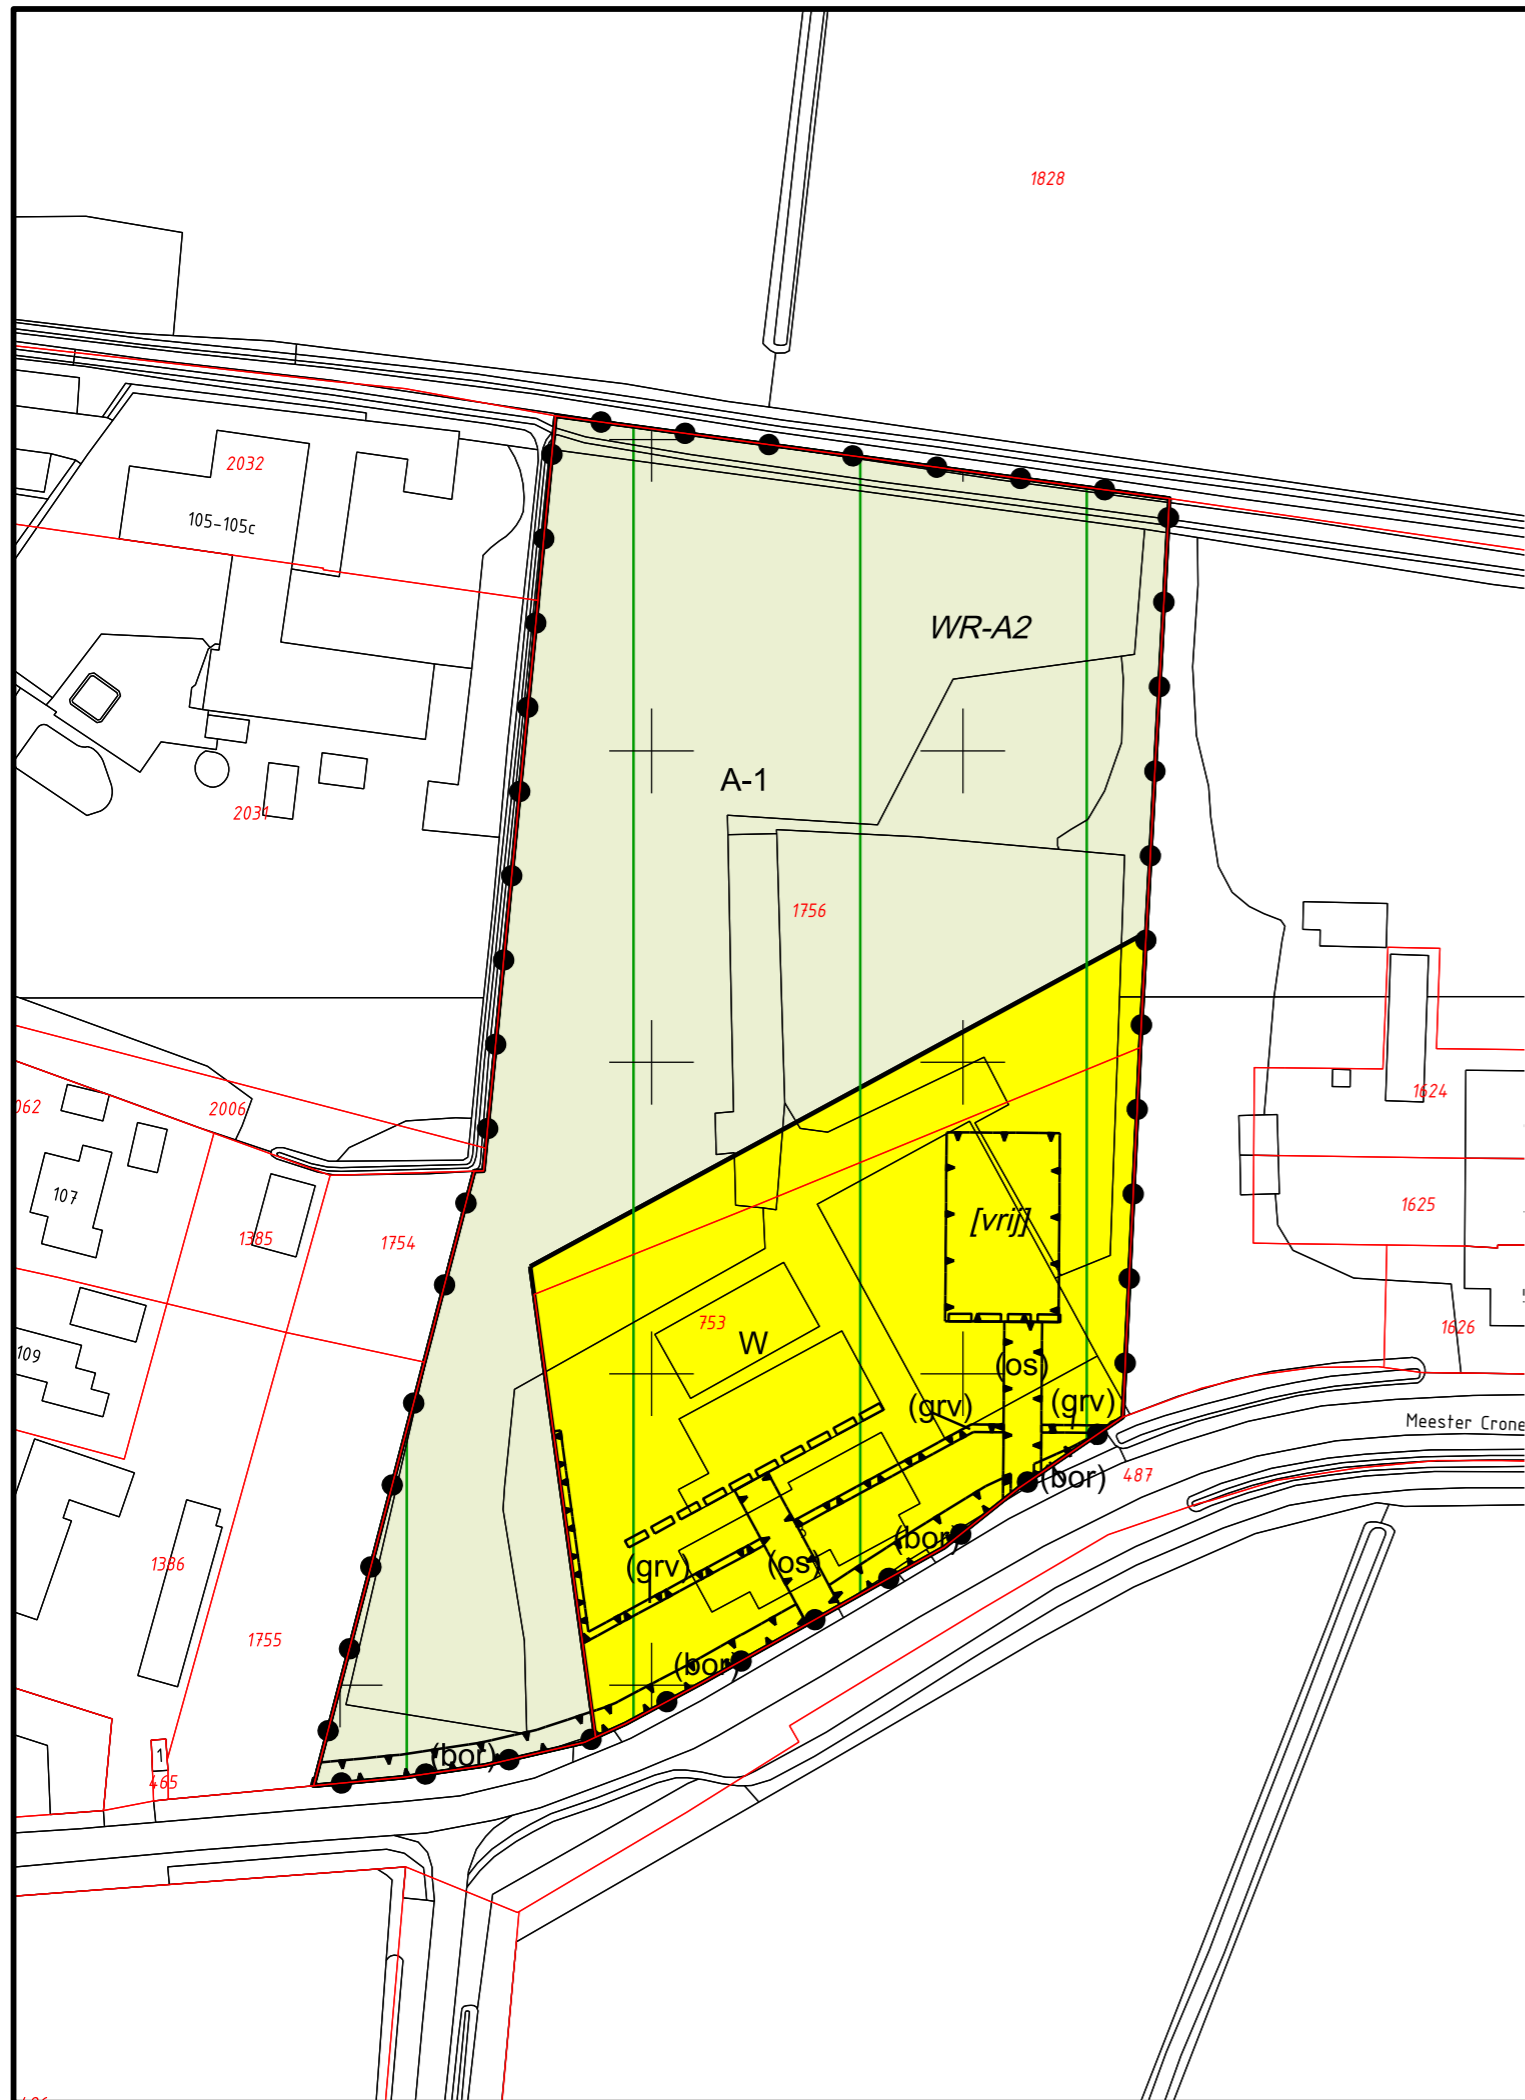 1828
2032
105-105c
WR-A2
A-1
2031
1756
1624
062
2006
107
1385
1754
1625
[vrij]
753
W
1626
109
(os)
(grv)
(grv)
Meester Crone
487
(bor)
(bor)
(grv)
(os)
1386
1755
(bor)
(bor)
1
465